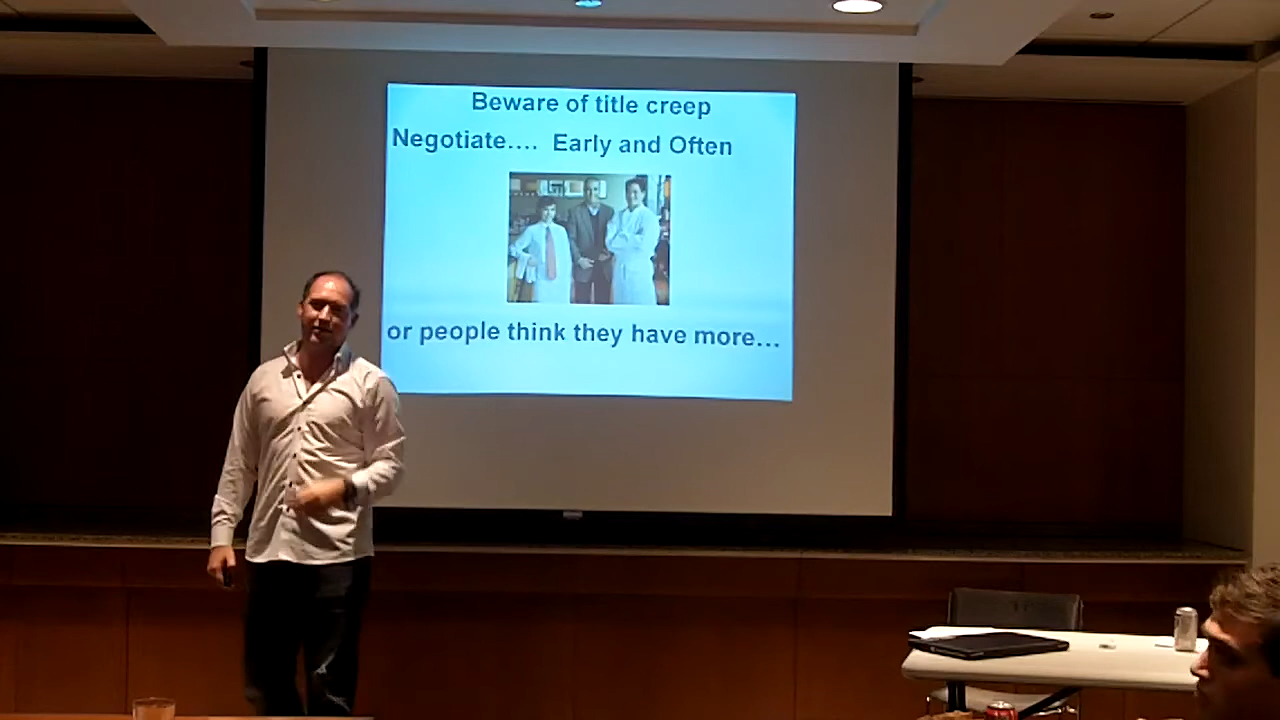 Beware of title creep
Negotiate.... Early and Often
or people think they have more...